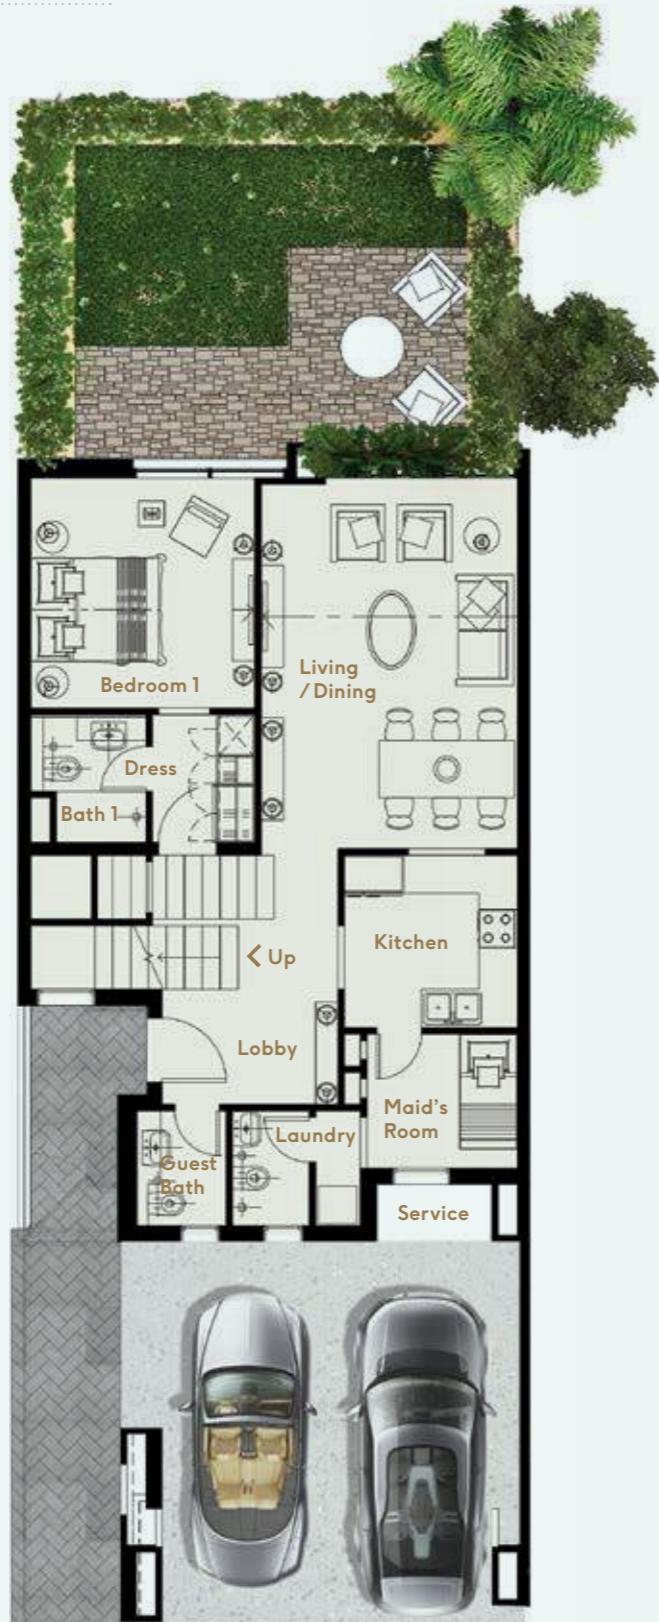 Bedroom 1
Living
/ Dining
Dress
Bath 1
Kitchen
Up
Lobby
Maid's
Room
Laundry
Guest
Bath
Service